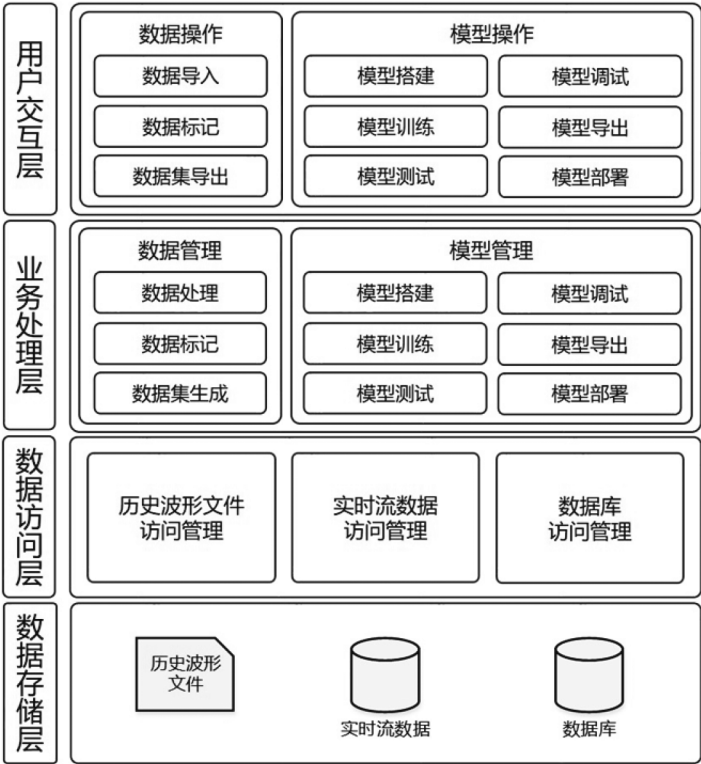 用户交互层
数据操作
数据导入
数据标记
数据集导出
模型操作
模型搭建
模型调试
模型训练
模型导出
模型测试
模型部署
业务处理层
数据管理
数据处理
数据标记
数据集生成
模型管理
模型搭建
模型调试
模型训练
模型导出
模型测试
模型部署
数据访问层
历史波形文件
访问管理
实时流数据
访问管理
数据库
访问管理
数据存储层
历史波形
文件
实时流数据
数据库